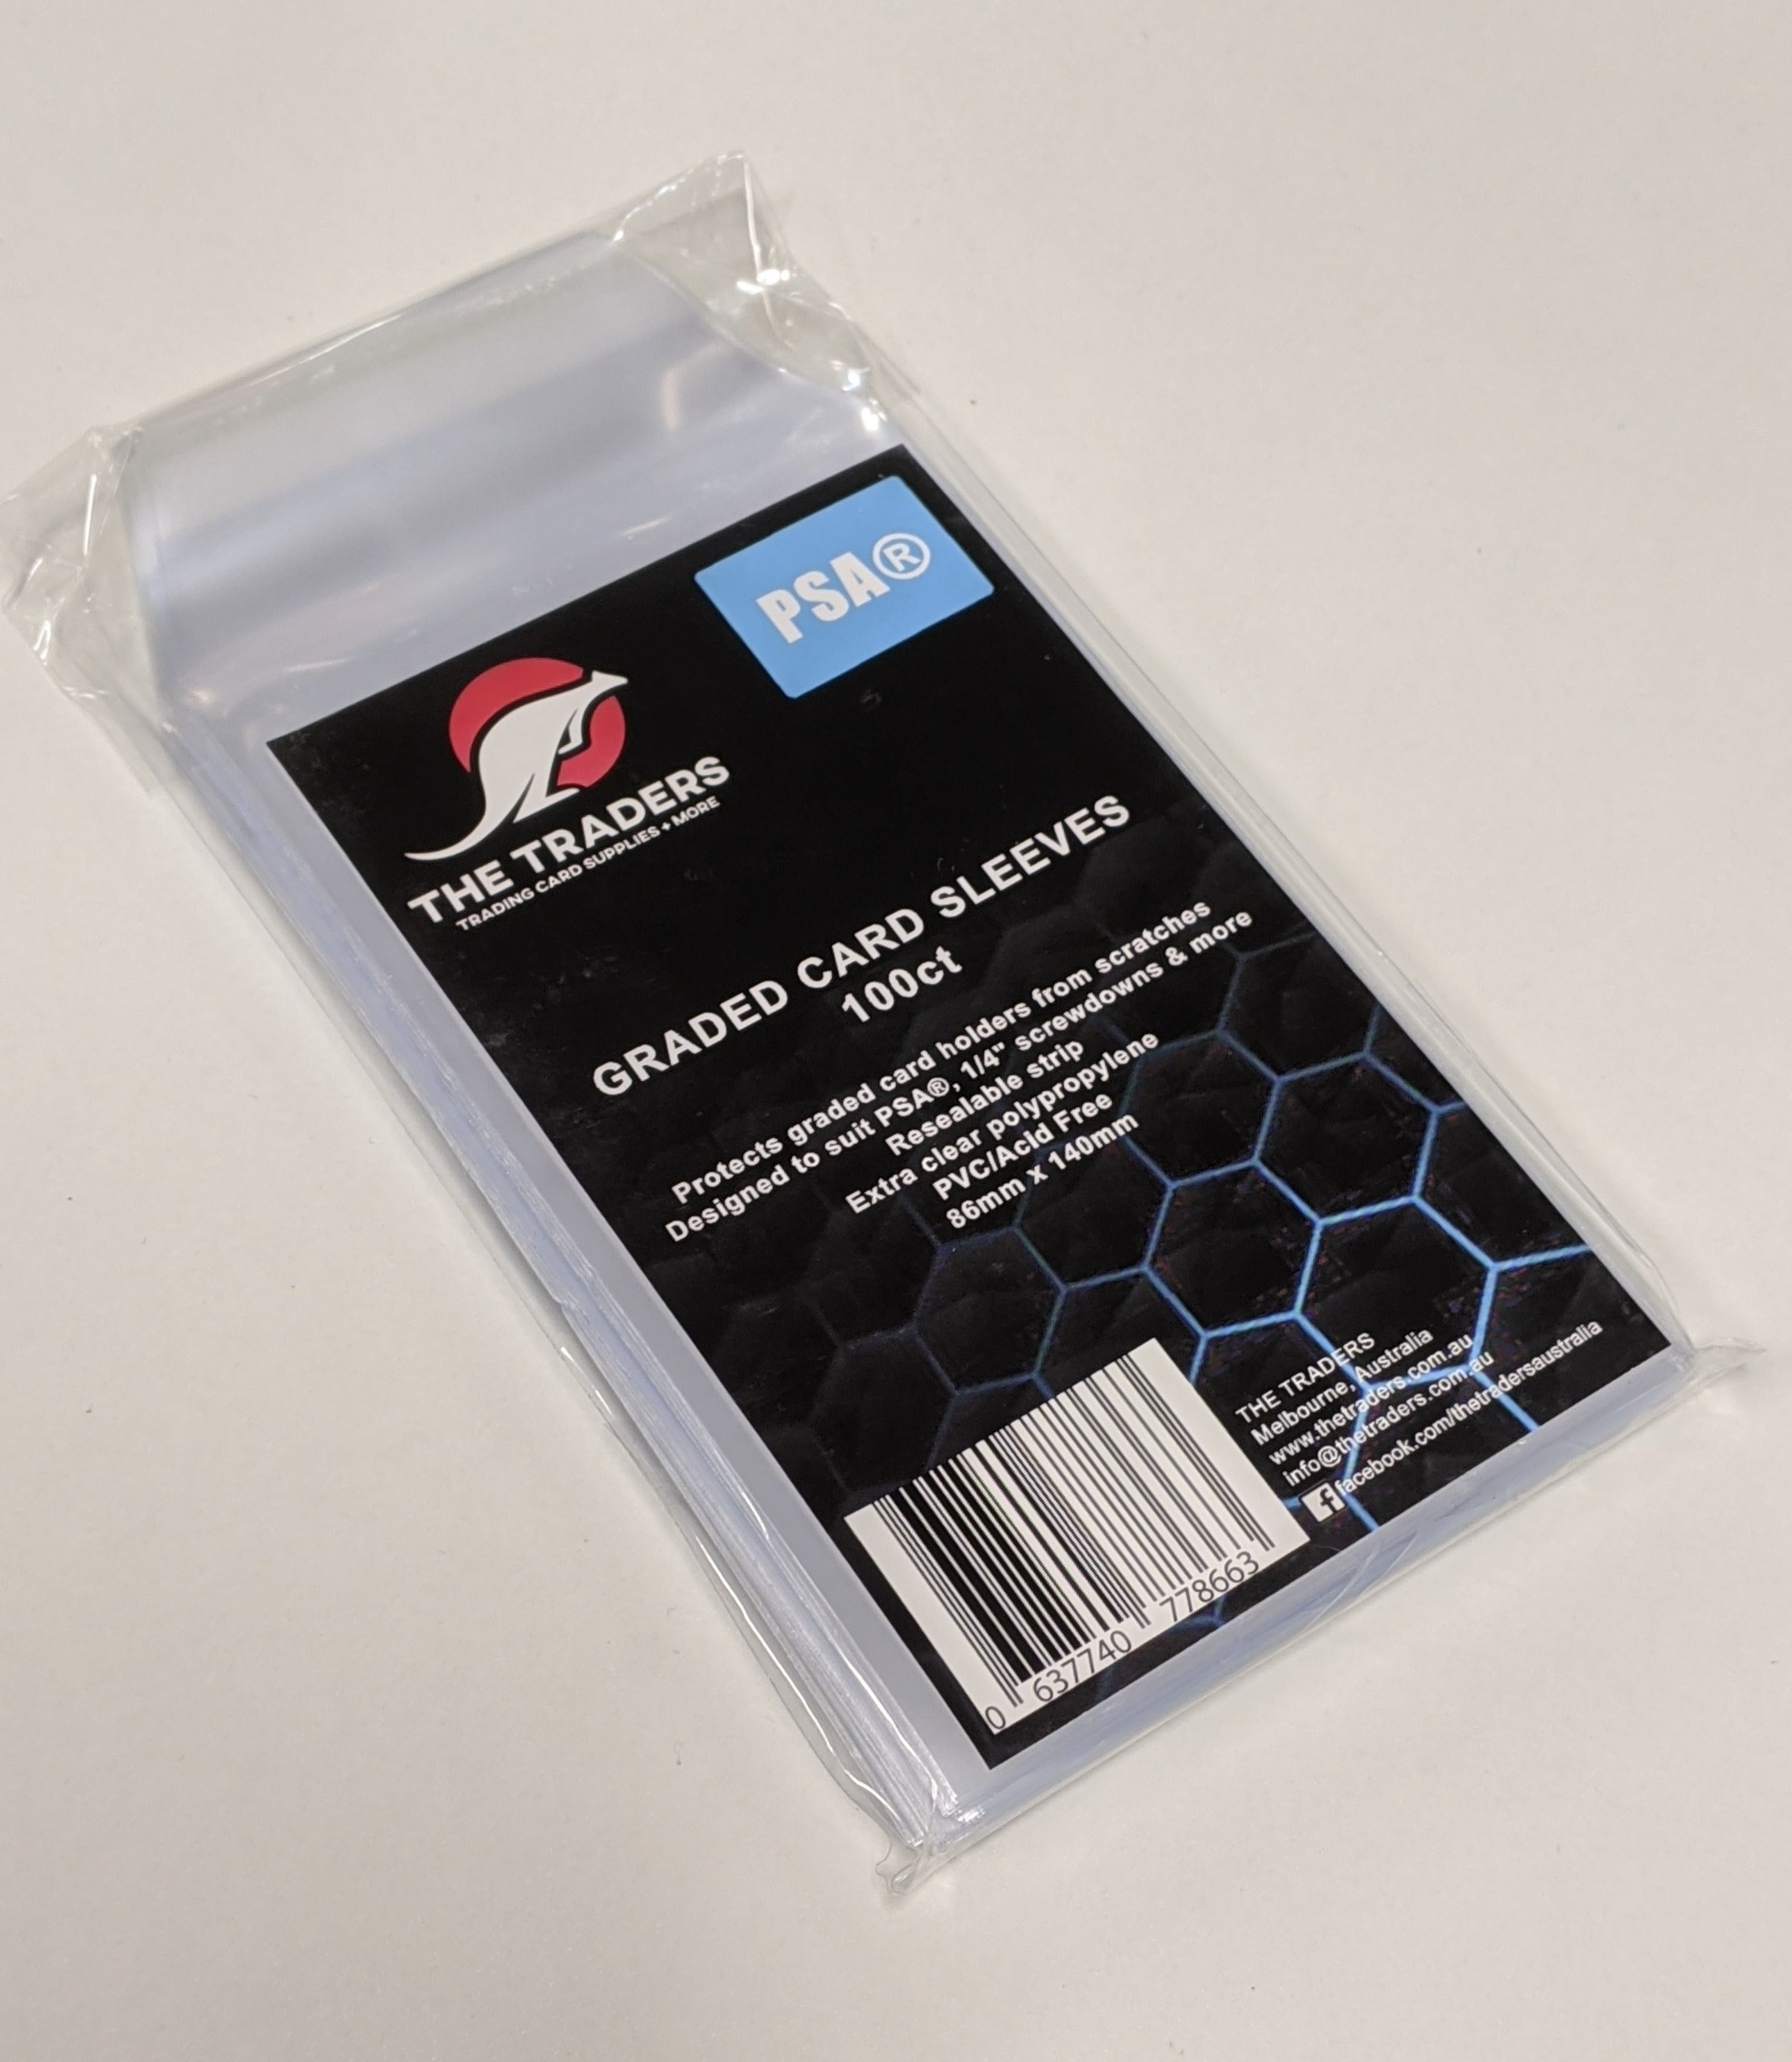 PSA®
THE TRADERS
TRADING CARD SUPPLIES + MORE
GRADED CARD SLEEVES
100ct
Protects graded card holders from scratches
Designed to suit PSA®, 1/4" screwdowns & more
Resealable strip
Extra clear polypropylene
PVC/Acid Free
86mm x 140mm
THE TRADERS
Melbourne, Australia
www.thetraders.com.au
info@thetraders.com.au
facebook.com/thetradersaustralia
0 637740 778663